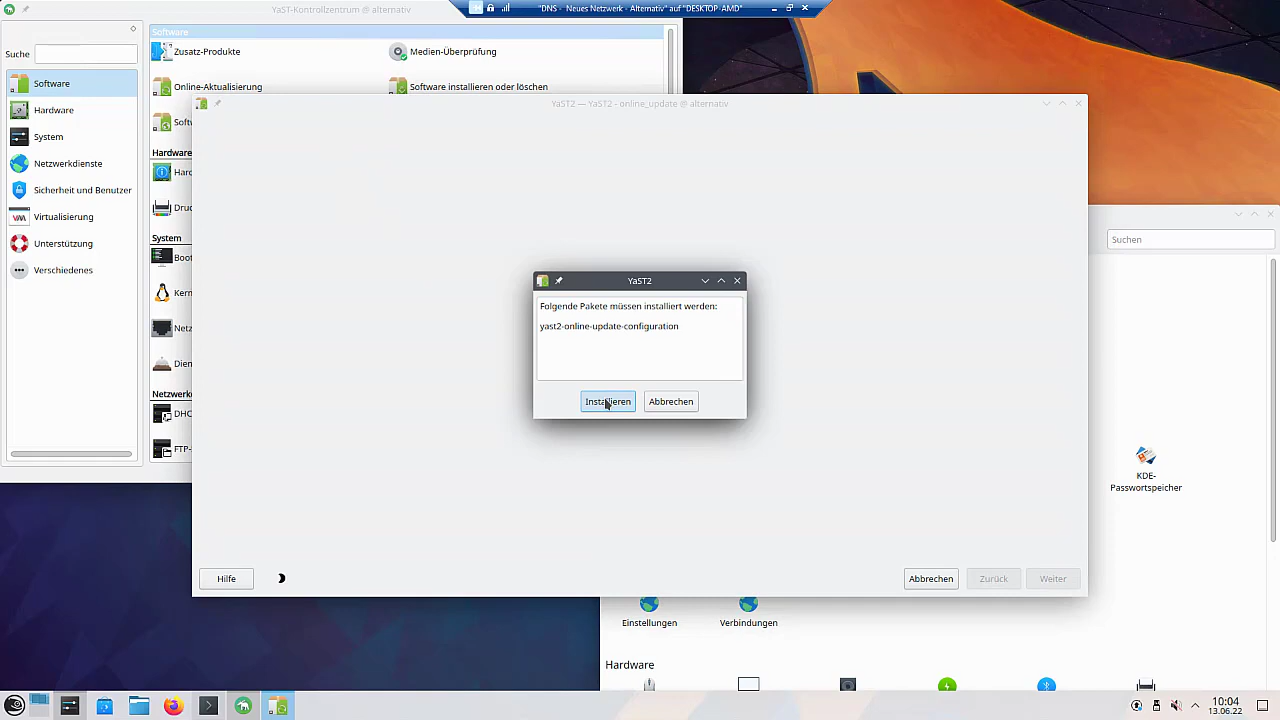 YaST-Kontrollzentrum @ alternativ
"DNS - Neues Netzwerk - Alternativ" auf "DESKTOP-AMD"
Suche
Software
Hardware
System
Netzwerkdienste
Sicherheit und Benutzer
Virtualisierung
Unterstützung
Verschiedenes
Software
Zusatz-Produkte
Medien-Überprüfung
Online-Aktualisierung
Software installieren oder löschen
Softw
Hardware
Hard
Druc
System
Boot
Kern
Netz
Dien
Netzwerk
DHC
FTP-
YaST2 — YaST2 - online_update @ alternativ
YaST2
Folgende Pakete müssen installiert werden:
yast2-online-update-configuration
Installieren
Abbrechen
Hilfe
Abbrechen
Zurück
Weiter
Suchen
KDE-
Passwortspeicher
Einstellungen
Verbindungen
Hardware
10:04
13.06.22